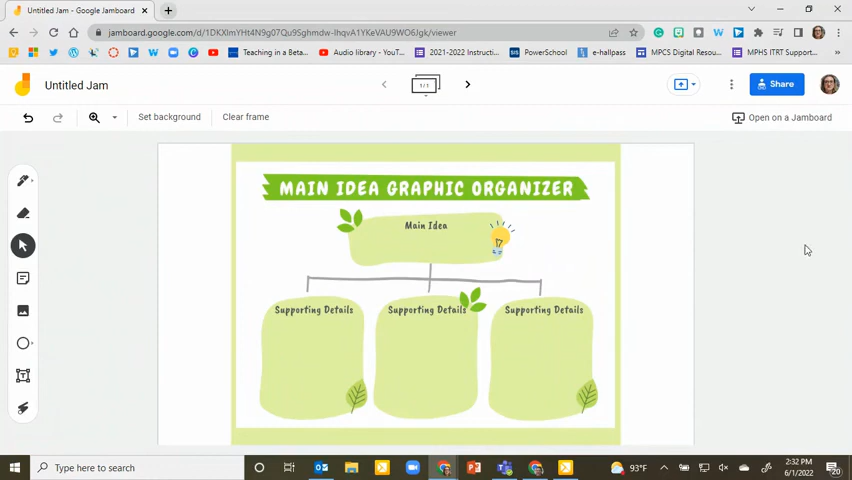 Untitled Jam - Google Jamboard
jamboard.google.com/d/1DKXlmYHt4N9g07Qu9Sghmdw-IhqvA1YKeVAU9WO6Jgk/viewer
Teaching in a Beta...
Audio library - YouT...
2021-2022 Instructi...
SIS
PowerSchool
e-hallpass
MPCS Digital Resou...
MPHS ITRT Support...
Untitled Jam
1/1
Share
Set background
Clear frame
Open on a Jamboard
MAIN IDEA GRAPHIC ORGANIZER
Main Idea
Supporting Details
Supporting Details
Supporting Details
Type here to search
93°F
2:32 PM
6/1/2022
20